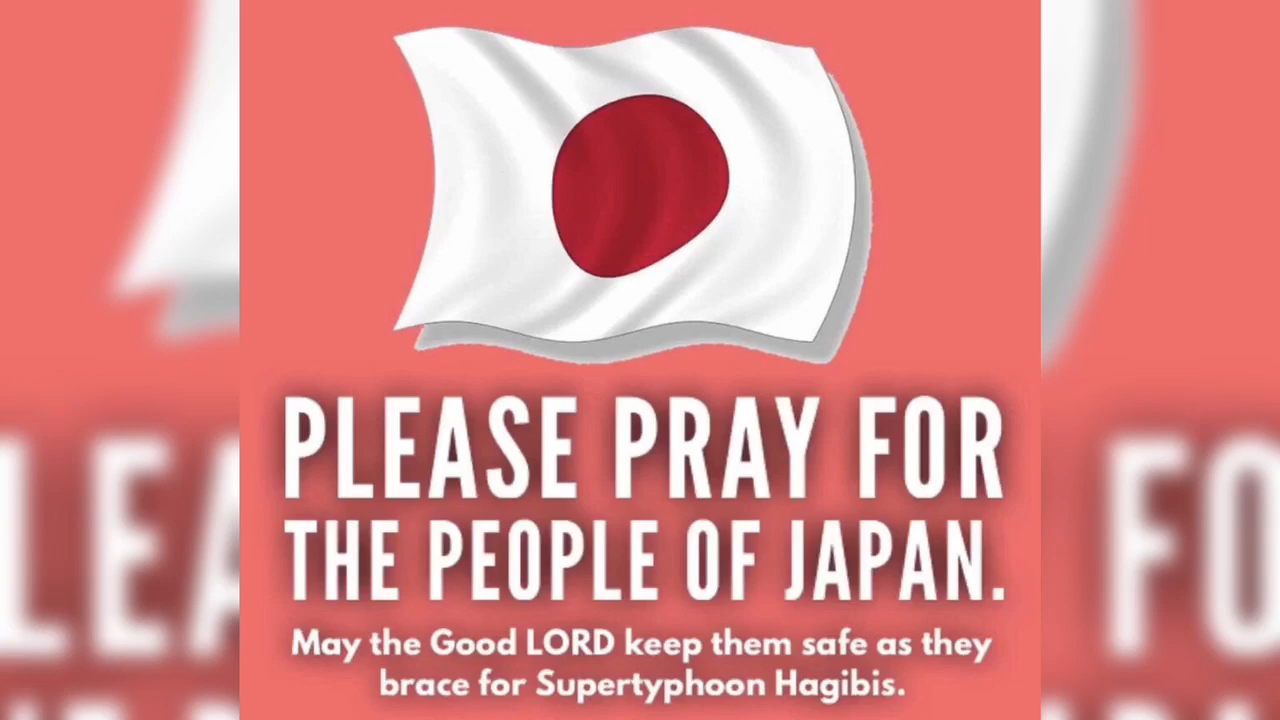 PLEASE PRAY FOR
THE PEOPLE OF JAPAN.
May the Good LORD keep them safe as they
brace for Supertyphoon Hagibis.